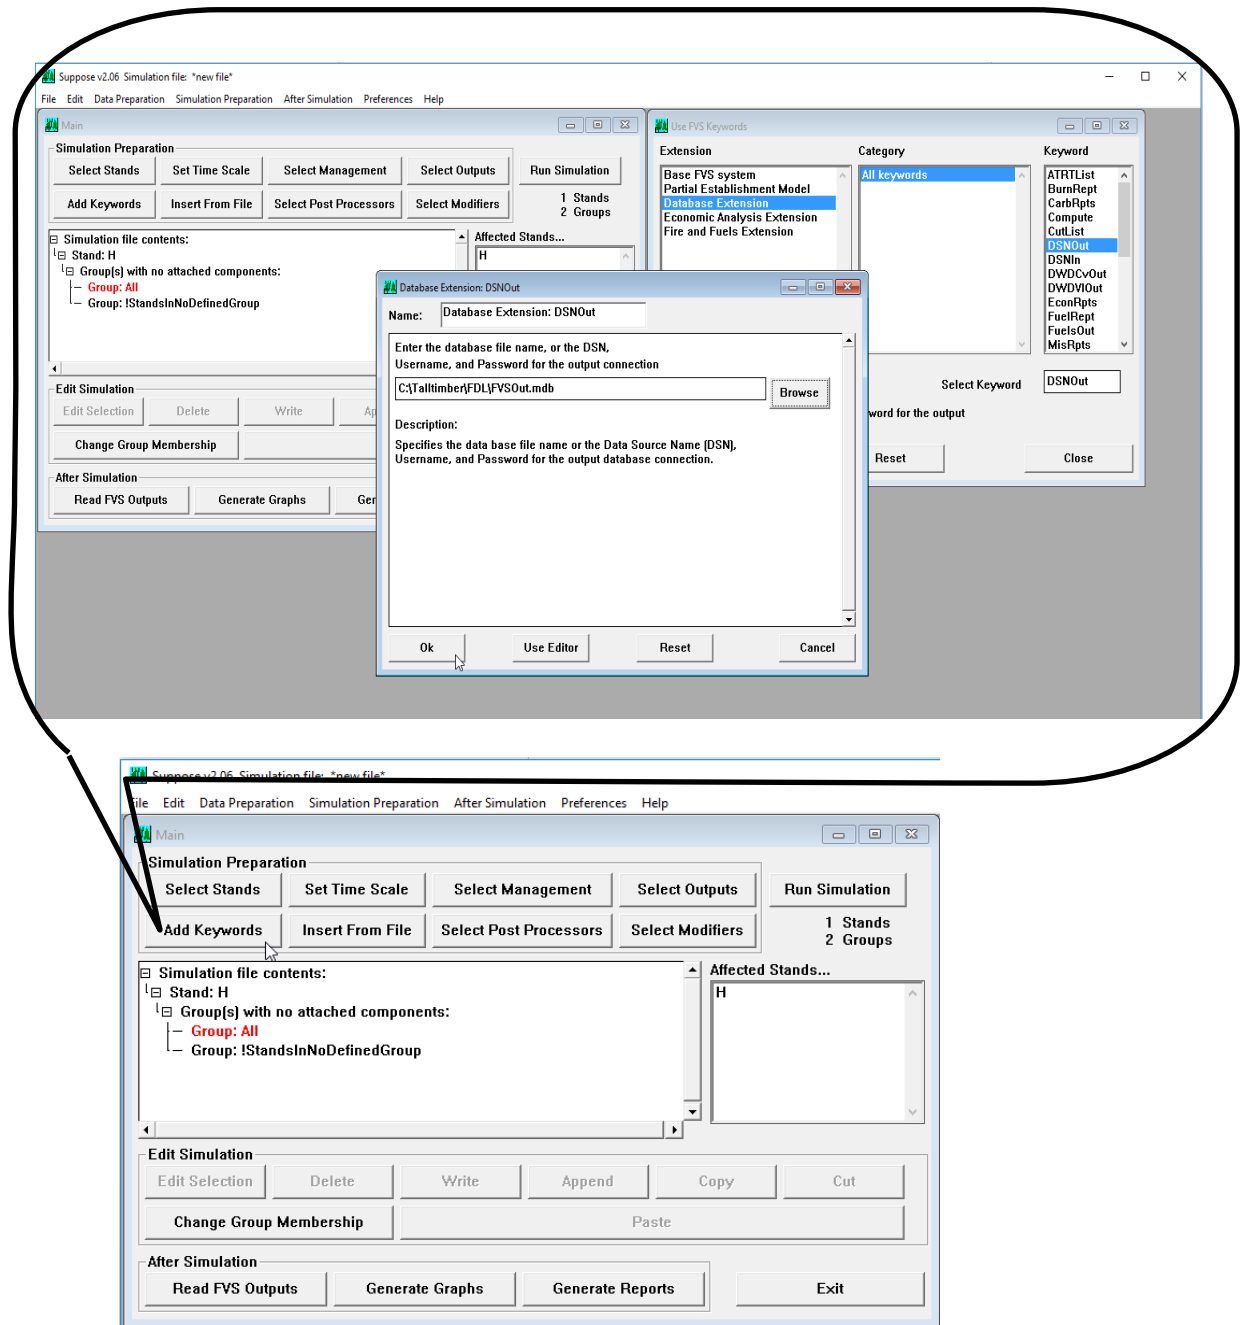 Suppose v2.06 Simulation file: *new file*
File Edit Data Preparation Simulation Preparation After Simulation Preferences Help
Main
Simulation Preparation
Select Stands Set Time Scale Select Management Select Outputs Run Simulation
Add Keywords Insert From File Select Post Processors Select Modifiers
1 Stands
2 Groups
Simulation file contents:
Stand: H
Group(s) with no attached components:
Group: All
Group: !StandsInNoDefinedGroup
Affected Stands...
H
Edit Simulation
Edit Selection Delete Write Ap
Change Group Membership
After Simulation
Read FVS Outputs Generate Graphs Ger
Use FVS Keywords
Extension Category Keyword
Base FVS system
Partial Establishment Model
Database Extension
Economic Analysis Extension
Fire and Fuels Extension
All keywords
ATRTList
BurnRept
CarbRpts
Compute
CutList
DSNOut
DSNIn
DWDCvOut
DWDVlOut
EconRpts
FuelRept
FuelsOut
MisRpts
Select Keyword DSNOut
word for the output
Reset Close
Database Extension: DSNOut
Name: Database Extension: DSNOut
Enter the database file name, or the DSN,
Username, and Password for the output connection
C:\Talltimber\FDL\FVSOut.mdb Browse
Description:
Specifies the data base file name or the Data Source Name (DSN),
Username, and Password for the output database connection.
Ok Use Editor Reset Cancel
Suppose v2.06 Simulation file: *new file*
File Edit Data Preparation Simulation Preparation After Simulation Preferences Help
Main
Simulation Preparation
Select Stands Set Time Scale Select Management Select Outputs Run Simulation
Add Keywords Insert From File Select Post Processors Select Modifiers
1 Stands
2 Groups
Simulation file contents:
Stand: H
Group(s) with no attached components:
Group: All
Group: !StandsInNoDefinedGroup
Affected Stands...
H
Edit Simulation
Edit Selection Delete Write Append Copy Cut
Change Group Membership Paste
After Simulation
Read FVS Outputs Generate Graphs Generate Reports Exit